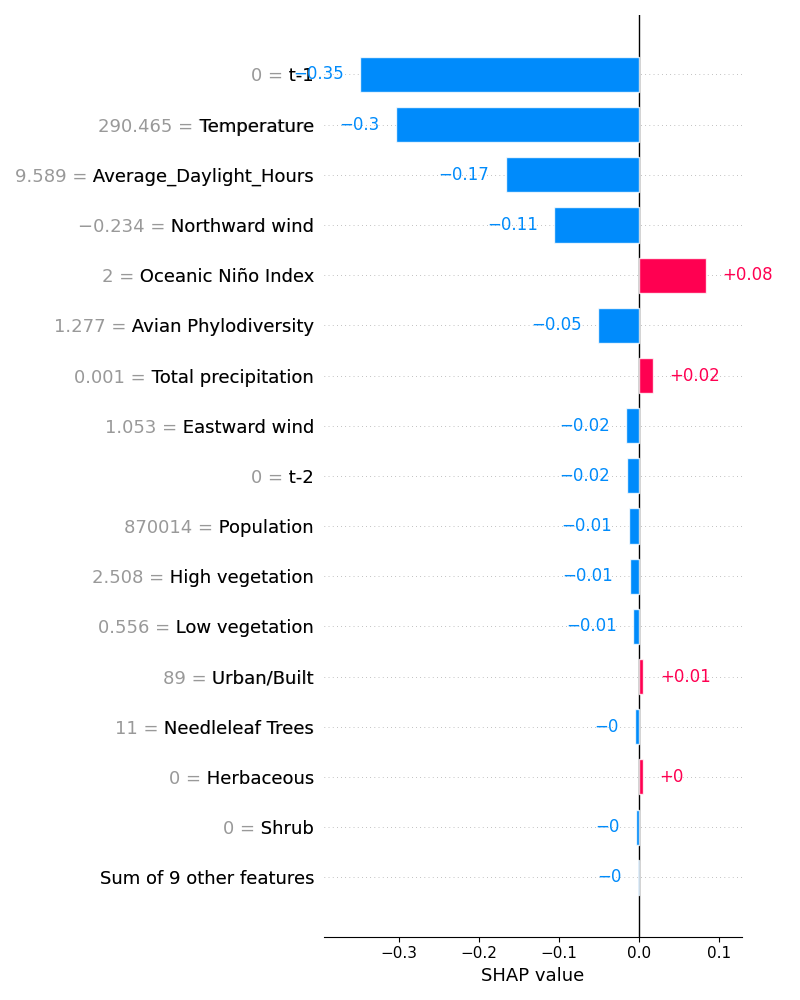 0 = t-1 −0.35
290.465 = Temperature −0.3
9.589 = Average_Daylight_Hours −0.17
−0.234 = Northward wind −0.11
2 = Oceanic Niño Index +0.08
1.277 = Avian Phylodiversity −0.05
0.001 = Total precipitation +0.02
1.053 = Eastward wind −0.02
0 = t-2 −0.02
870014 = Population −0.01
2.508 = High vegetation −0.01
0.556 = Low vegetation −0.01
89 = Urban/Built +0.01
11 = Needleleaf Trees −0
0 = Herbaceous +0
0 = Shrub −0
Sum of 9 other features −0
−0.3 −0.2 −0.1 0.0 0.1
SHAP value